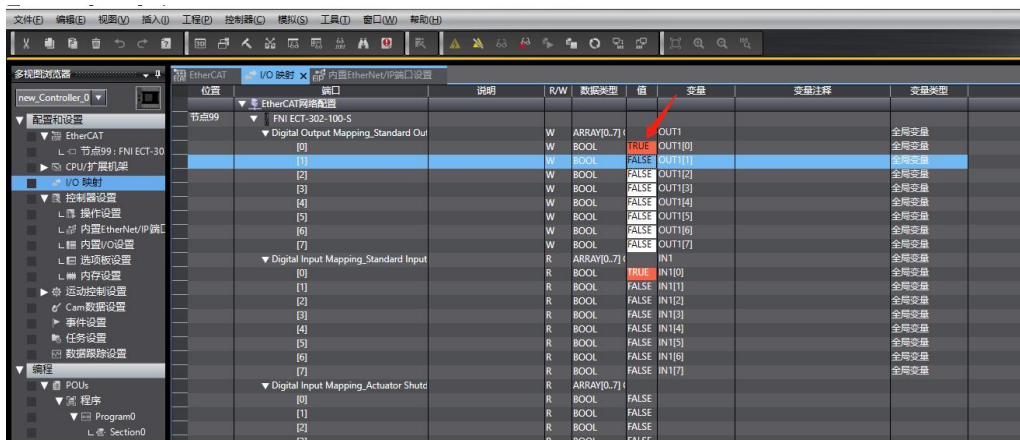 文件(F) 编辑(E) 视图(V) 插入(I) 工程(P) 控制器(C) 模拟(S) 工具(T) 窗口(W) 帮助(H)
多视图浏览器
new_Controller_0
配置和设置
EtherCAT
节点99 : FNI ECT-30
CPU/扩展机架
I/O 映射
控制器设置
操作设置
内置EtherNet/IP端口
内置I/O设置
选项板设置
内存设置
运动控制设置
Cam数据设置
事件设置
任务设置
数据跟踪设置
编程
POUs
程序
Program0
Section0
EtherCAT I/O 映射 内置EtherNet/IP端口设置
位置 端口 说明 R/W 数据类型 值 变量 变量注释 变量类型
EtherCAT网络配置
节点99 FNI ECT-302-100-S
Digital Output Mapping_Standard Out W ARRAY[0..7] OUT1 全局变量
[0] W BOOL TRUE OUT1[0] 全局变量
[1] W BOOL FALSE OUT1[1] 全局变量
[2] W BOOL FALSE OUT1[2] 全局变量
[3] W BOOL FALSE OUT1[3] 全局变量
[4] W BOOL FALSE OUT1[4] 全局变量
[5] W BOOL FALSE OUT1[5] 全局变量
[6] W BOOL FALSE OUT1[6] 全局变量
[7] W BOOL FALSE OUT1[7] 全局变量
Digital Input Mapping_Standard Input R ARRAY[0..7] IN1 全局变量
[0] R BOOL TRUE IN1[0] 全局变量
[1] R BOOL FALSE IN1[1] 全局变量
[2] R BOOL FALSE IN1[2] 全局变量
[3] R BOOL FALSE IN1[3] 全局变量
[4] R BOOL FALSE IN1[4] 全局变量
[5] R BOOL FALSE IN1[5] 全局变量
[6] R BOOL FALSE IN1[6] 全局变量
[7] R BOOL FALSE IN1[7] 全局变量
Digital Input Mapping_Actuator Shutd R ARRAY[0..7]
[0] R BOOL FALSE
[1] R BOOL FALSE
[2] R BOOL FALSE